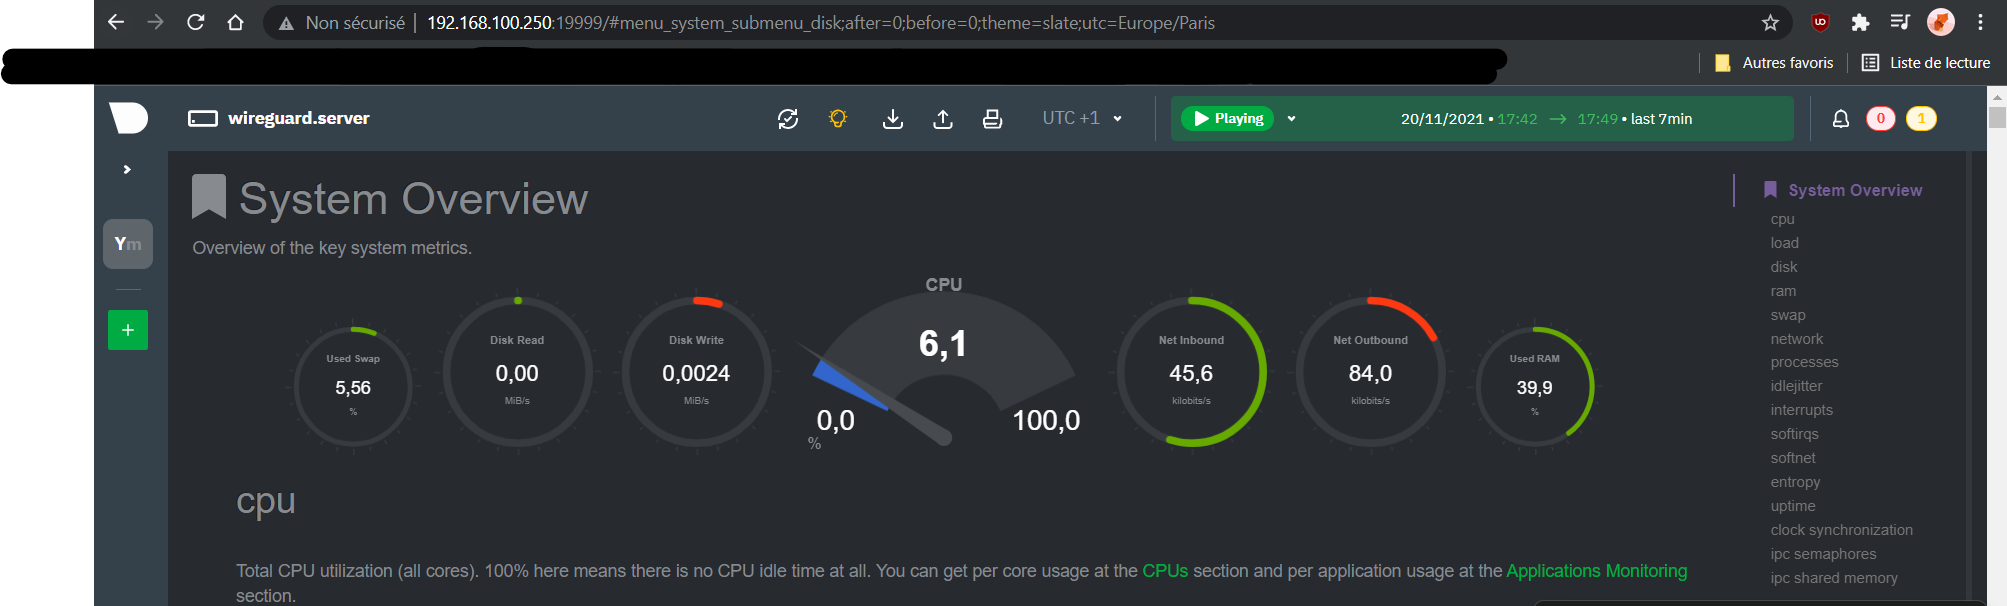 Non sécurisé | 192.168.100.250:19999/#menu_system_submenu_disk;after=0;before=0;theme=slate;utc=Europe/Paris
Autres favoris
Liste de lecture
wireguard.server
UTC +1
Playing
20/11/2021 • 17:42 → 17:49 • last 7min
0
1
Ym
+
System Overview
Overview of the key system metrics.
Used Swap
5,56
%
Disk Read
0,00
MiB/s
Disk Write
0,0024
MiB/s
CPU
6,1
0,0
100,0
%
Net Inbound
45,6
kilobits/s
Net Outbound
84,0
kilobits/s
Used RAM
39,9
%
cpu
Total CPU utilization (all cores). 100% here means there is no CPU idle time at all. You can get per core usage at the CPUs section and per application usage at the Applications Monitoring
section.
System Overview
cpu
load
disk
ram
swap
network
processes
idlejitter
interrupts
softirqs
softnet
entropy
uptime
clock synchronization
ipc semaphores
ipc shared memory